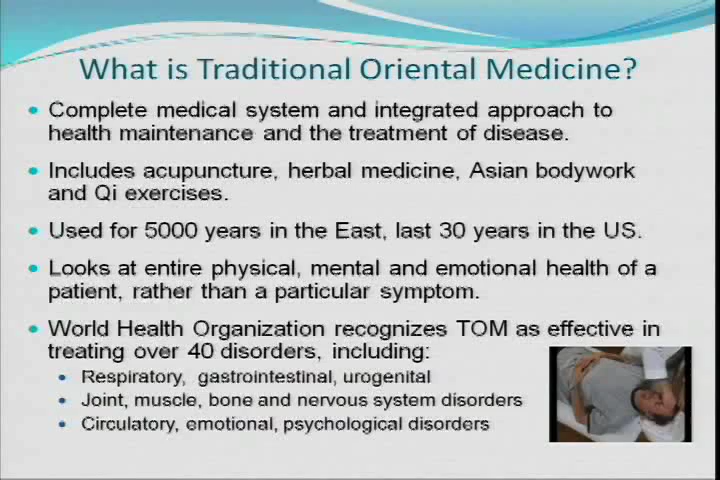 What is Traditional Oriental Medicine?
Complete medical system and integrated approach to
health maintenance and the treatment of disease.
Includes acupuncture, herbal medicine, Asian bodywork
and Qi exercises.
Used for 5000 years in the East, last 30 years in the US.
Looks at entire physical, mental and emotional health of a
patient, rather than a particular symptom.
World Health Organization recognizes TOM as effective in
treating over 40 disorders, including:
Respiratory, gastrointestinal, urogenital
Joint, muscle, bone and nervous system disorders
Circulatory, emotional, psychological disorders